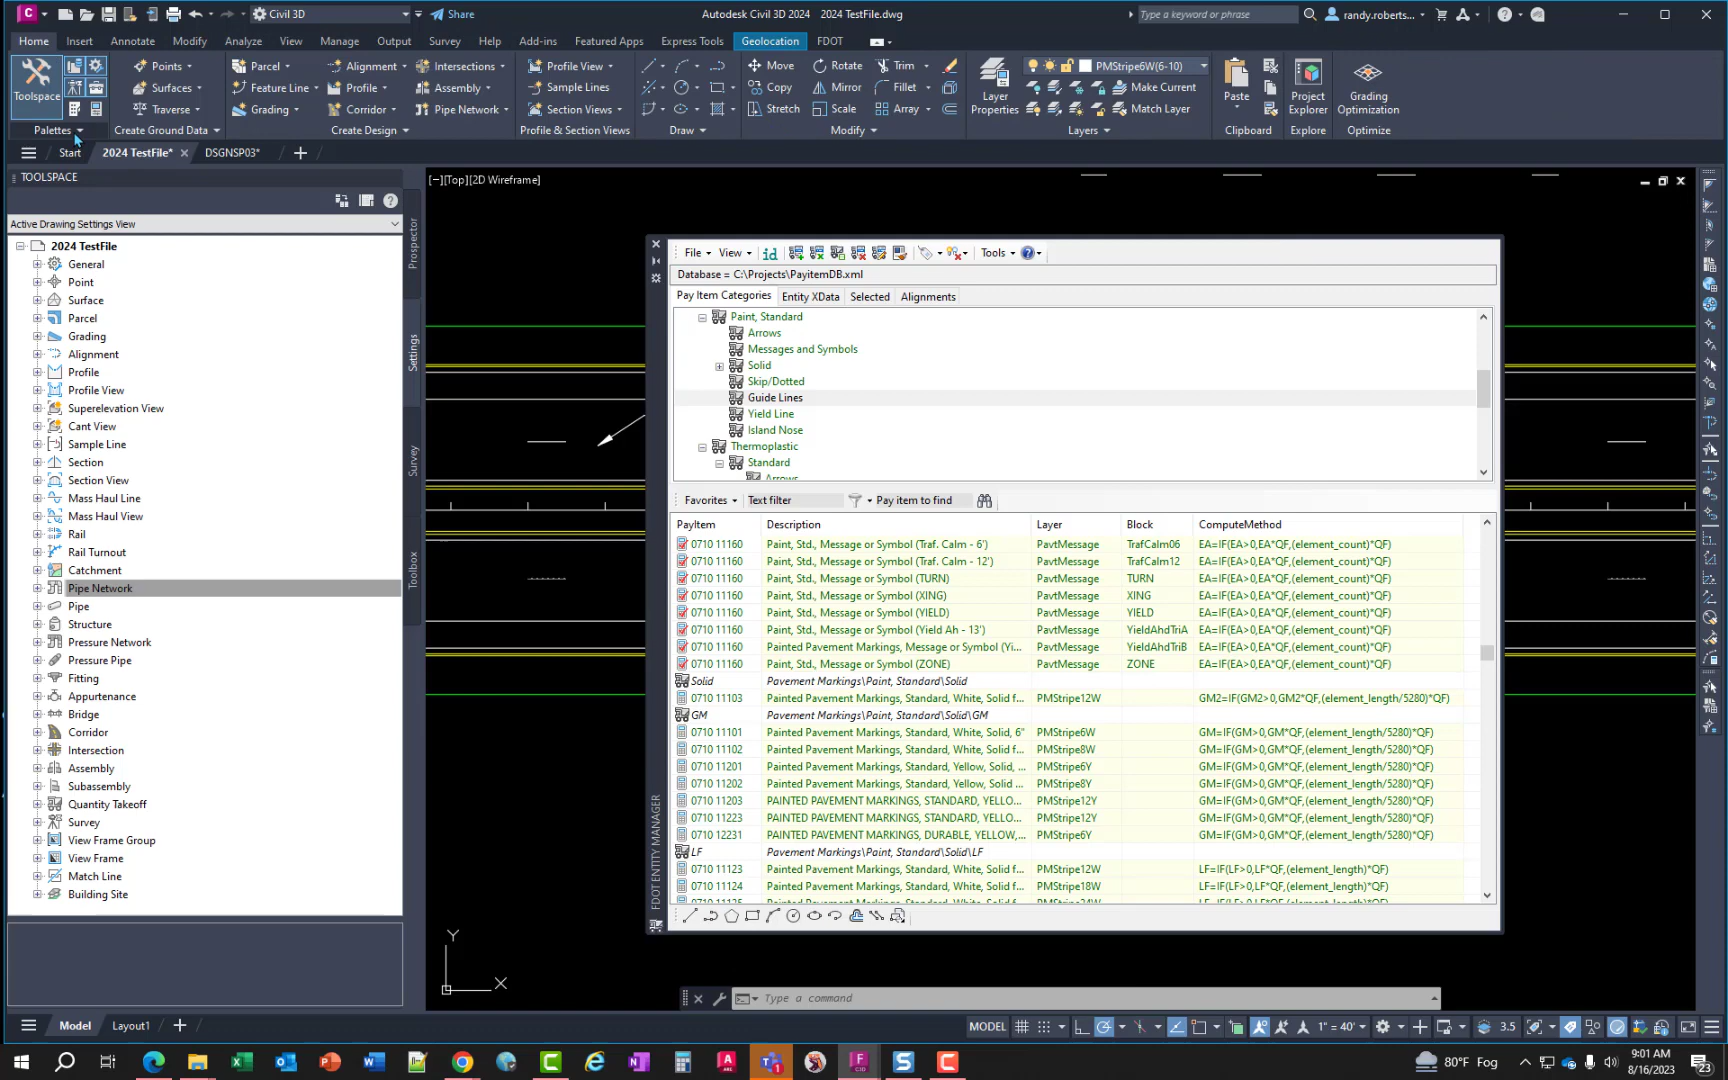 Civil 3D
Share
Autodesk Civil 3D 2024 2024 TestFile.dwg
Type a keyword or phrase
randy.roberts...
Home Insert Annotate Modify Analyze View Manage Output Survey Help Add-ins Featured Apps Express Tools Geolocation FDOT
Toolspace
Palettes
Points
Surfaces
Traverse
Create Ground Data
Parcel
Feature Line
Grading
Alignment
Profile
Corridor
Intersections
Assembly
Pipe Network
Create Design
Profile View
Sample Lines
Section Views
Profile & Section Views
Draw
Move Rotate Trim
Copy Mirror Fillet
Stretch Scale Array
Modify
Layer Properties
PMStripe6W(6-10)
Make Current
Match Layer
Layers
Paste
Clipboard
Project Explorer
Explore
Grading Optimization
Optimize
Start 2024 TestFile* DSGNSP03*
TOOLSPACE
Active Drawing Settings View
2024 TestFile
General
Point
Surface
Parcel
Grading
Alignment
Profile
Profile View
Superelevation View
Cant View
Sample Line
Section
Section View
Mass Haul Line
Mass Haul View
Rail
Rail Turnout
Catchment
Pipe Network
Pipe
Structure
Pressure Network
Pressure Pipe
Fitting
Appurtenance
Bridge
Corridor
Intersection
Assembly
Subassembly
Quantity Takeoff
Survey
View Frame Group
View Frame
Match Line
Building Site
Prospector
Settings
Survey
Toolbox
[−][Top][2D Wireframe]
FDOT ENTITY MANAGER
File View id Tools
Database = C:\Projects\PayitemDB.xml
Pay Item Categories Entity XData Selected Alignments
Paint, Standard
Arrows
Messages and Symbols
Solid
Skip/Dotted
Guide Lines
Yield Line
Island Nose
Thermoplastic
Standard
Arrows
Favorites Text filter Pay item to find
PayItem Description Layer Block ComputeMethod
0710 11160 Paint, Std., Message or Symbol (Traf. Calm - 6') PavtMessage TrafCalm06 EA=IF(EA>0,EA*QF,(element_count)*QF)
0710 11160 Paint, Std., Message or Symbol (Traf. Calm - 12') PavtMessage TrafCalm12 EA=IF(EA>0,EA*QF,(element_count)*QF)
0710 11160 Paint, Std., Message or Symbol (TURN) PavtMessage TURN EA=IF(EA>0,EA*QF,(element_count)*QF)
0710 11160 Paint, Std., Message or Symbol (XING) PavtMessage XING EA=IF(EA>0,EA*QF,(element_count)*QF)
0710 11160 Paint, Std., Message or Symbol (YIELD) PavtMessage YIELD EA=IF(EA>0,EA*QF,(element_count)*QF)
0710 11160 Paint, Std., Message or Symbol (Yield Ah - 13') PavtMessage YieldAhdTriA EA=IF(EA>0,EA*QF,(element_count)*QF)
0710 11160 Painted Pavement Markings, Message or Symbol (Yi... PavtMessage YieldAhdTriB EA=IF(EA>0,EA*QF,(element_count)*QF)
0710 11160 Paint, Std., Message or Symbol (ZONE) PavtMessage ZONE EA=IF(EA>0,EA*QF,(element_count)*QF)
Solid Pavement Markings\Paint, Standard\Solid
0710 11103 Painted Pavement Markings, Standard, White, Solid f... PMStripe12W GM2=IF(GM2>0,GM2*QF,(element_length/5280)*QF)
GM Pavement Markings\Paint, Standard\Solid\GM
0710 11101 Painted Pavement Markings, Standard, White, Solid, 6" PMStripe6W GM=IF(GM>0,GM*QF,(element_length/5280)*QF)
0710 11102 Painted Pavement Markings, Standard, White, Solid f... PMStripe8W GM=IF(GM>0,GM*QF,(element_length/5280)*QF)
0710 11201 Painted Pavement Markings, Standard, Yellow, Solid, ... PMStripe6Y GM=IF(GM>0,GM*QF,(element_length/5280)*QF)
0710 11202 Painted Pavement Markings, Standard, Yellow, Solid ... PMStripe8Y GM=IF(GM>0,GM*QF,(element_length/5280)*QF)
0710 11203 PAINTED PAVEMENT MARKINGS, STANDARD, YELLO... PMStripe12Y GM=IF(GM>0,GM*QF,(element_length/5280)*QF)
0710 11223 PAINTED PAVEMENT MARKINGS, STANDARD, YELLO... PMStripe12Y GM=IF(GM>0,GM*QF,(element_length/5280)*QF)
0710 12231 PAINTED PAVEMENT MARKINGS, DURABLE, YELLOW,... PMStripe6Y GM=IF(GM>0,GM*QF,(element_length/5280)*QF)
LF Pavement Markings\Paint, Standard\Solid\LF
0710 11123 Painted Pavement Markings, Standard, White, Solid f... PMStripe12W LF=IF(LF>0,LF*QF,(element_length)*QF)
0710 11124 Painted Pavement Markings, Standard, White, Solid f... PMStripe18W LF=IF(LF>0,LF*QF,(element_length)*QF)
Y
X
Type a command
Model Layout1
MODEL 1" = 40' 3.5
80°F Fog
9:01 AM
8/16/2023
23